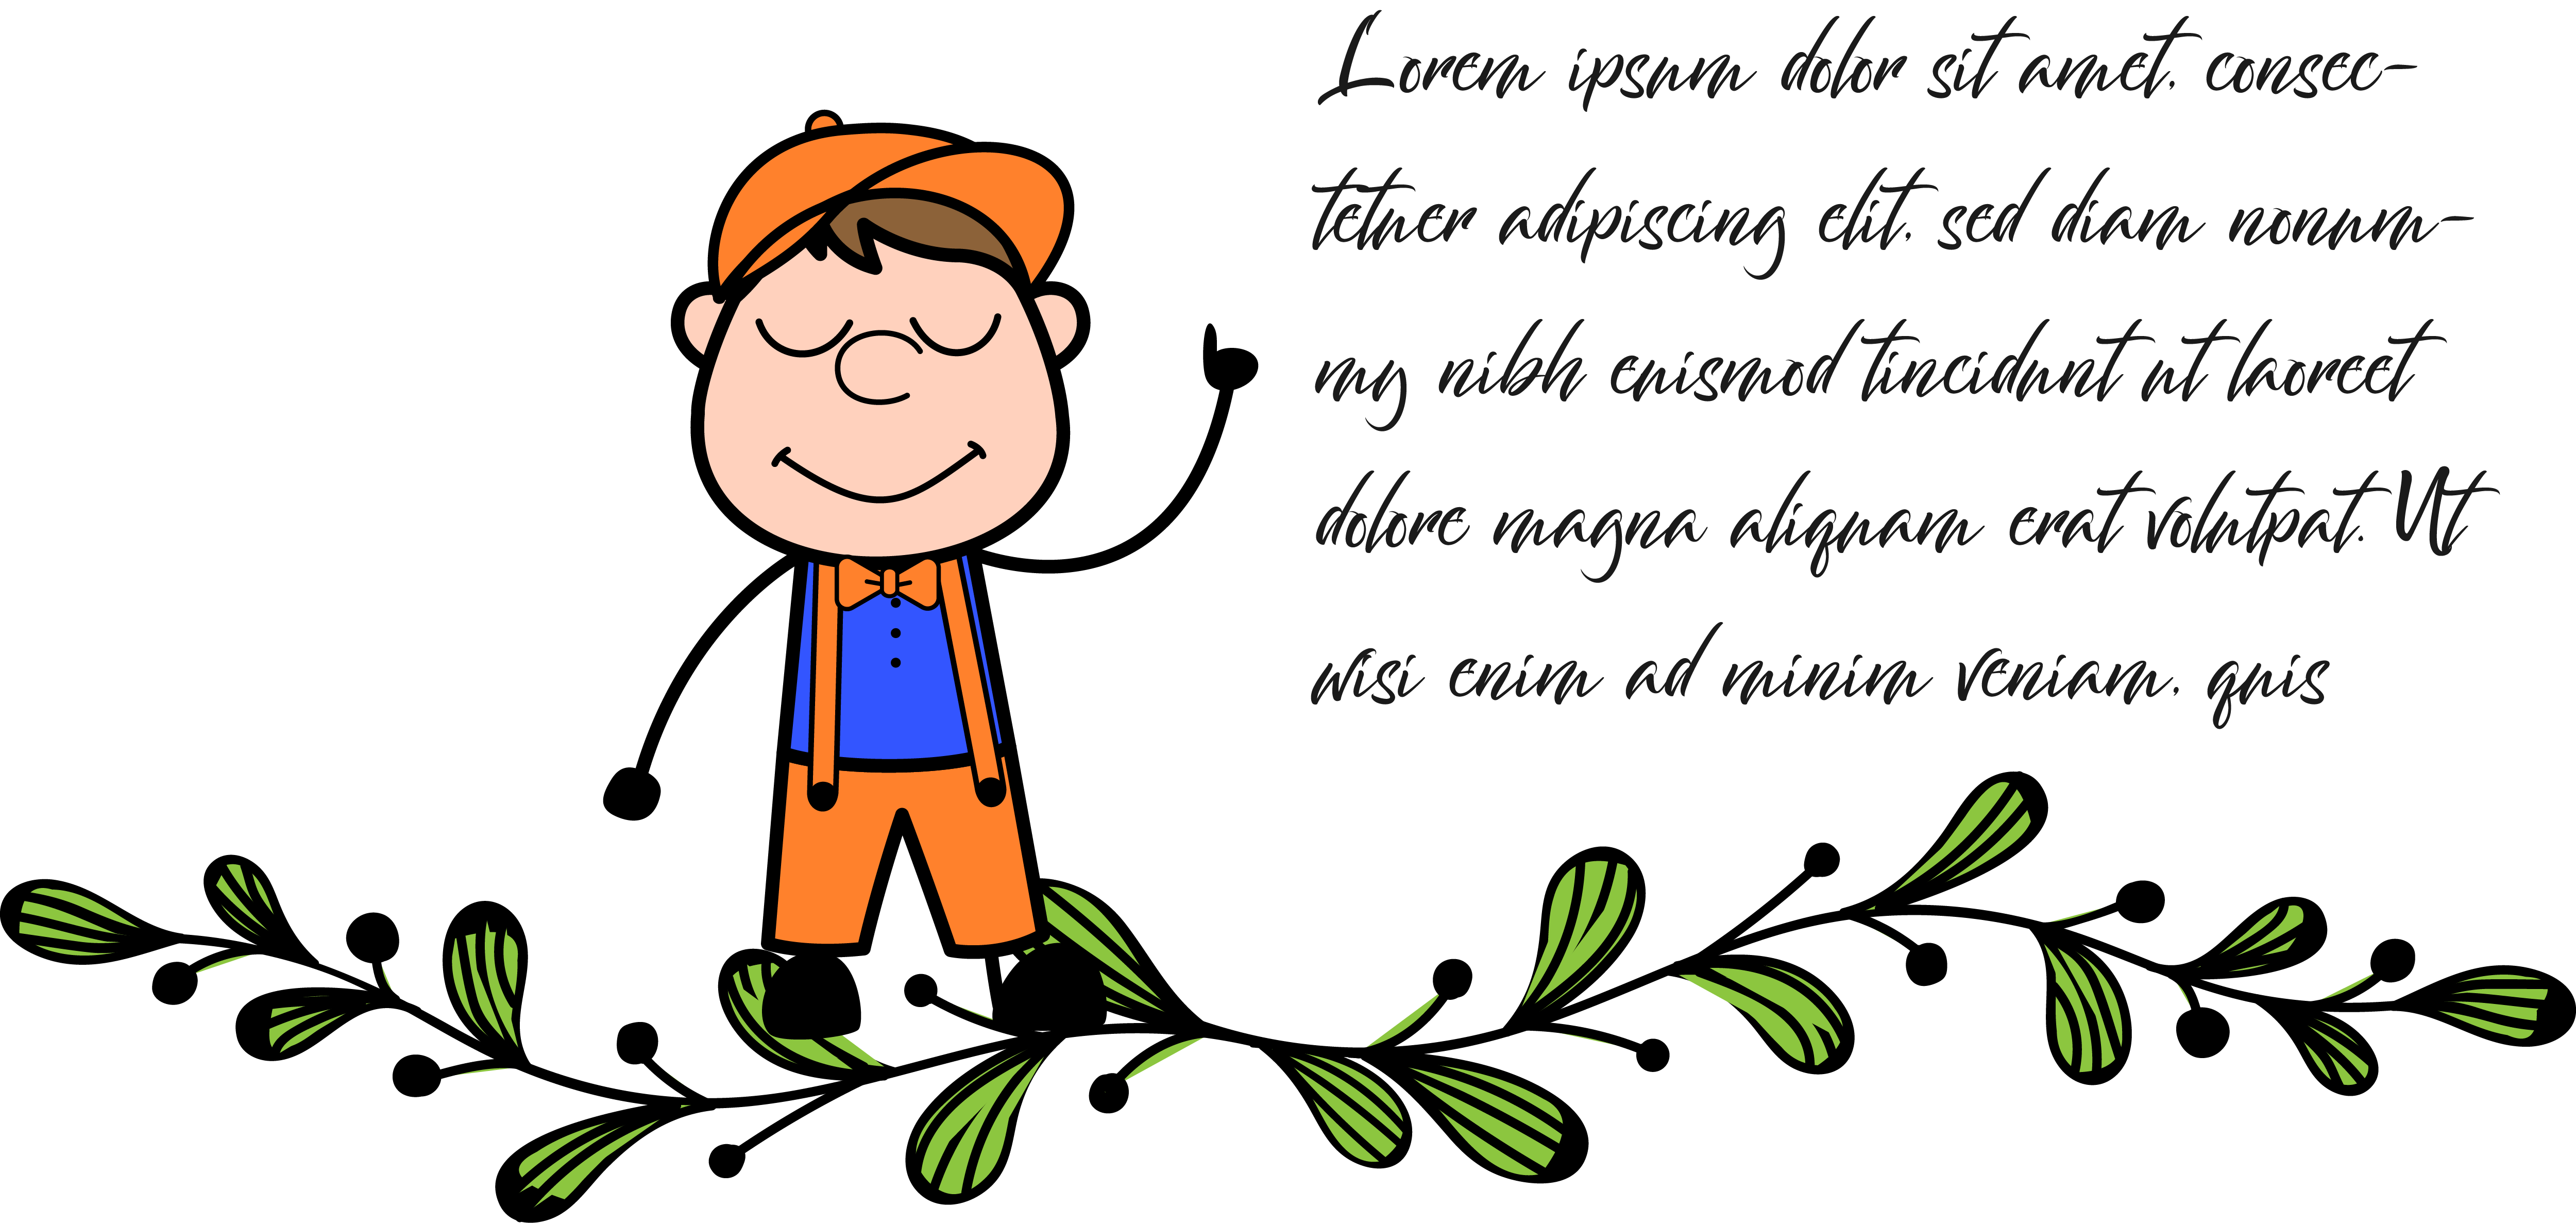 Lorem ipsum dolor sit amet, consec-
tetuer adipiscing elit, sed diam nonum-
my nibh euismod tincidunt ut laoreet
dolore magna aliquam erat volutpat. Ut
wisi enim ad minim veniam, quis